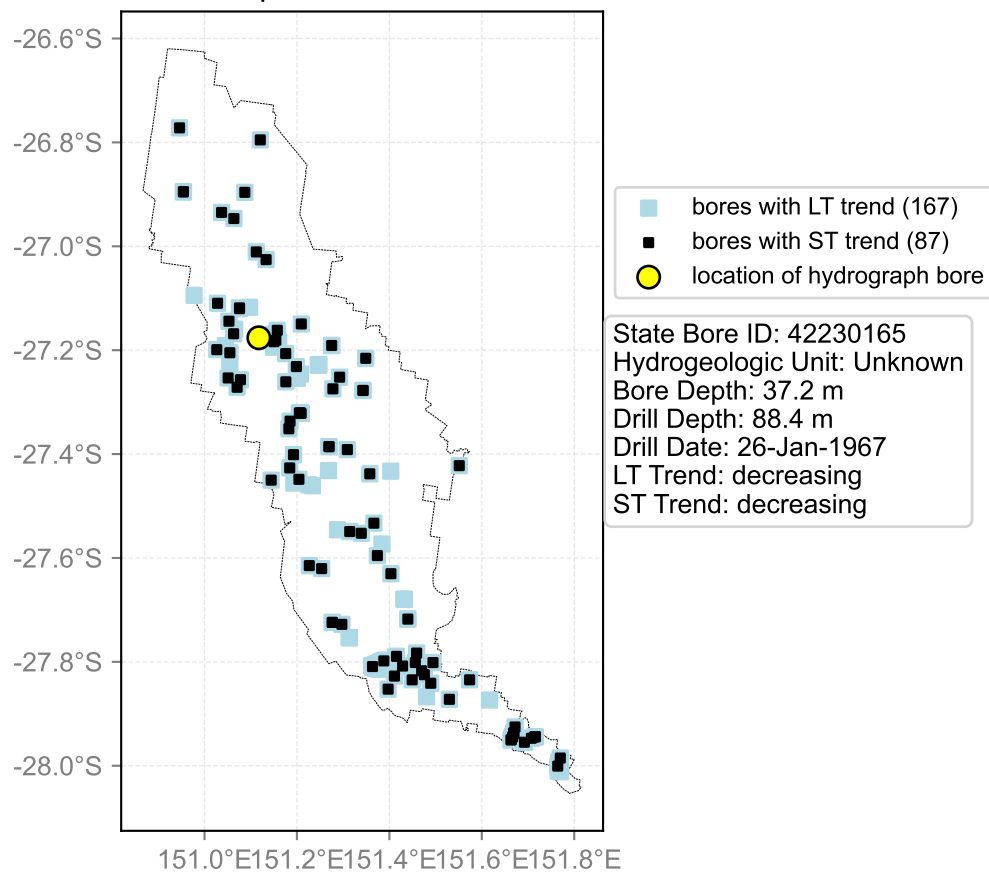 -26.6°S
-26.8°S
-27.0°S
-27.2°S
-27.4°S
-27.6°S
-27.8°S
-28.0°S
151.0°E151.2°E151.4°E151.6°E151.8°E
bores with LT trend (167)
bores with ST trend (87)
location of hydrograph bore
State Bore ID: 42230165
Hydrogeologic Unit: Unknown
Bore Depth: 37.2 m
Drill Depth: 88.4 m
Drill Date: 26-Jan-1967
LT Trend: decreasing
ST Trend: decreasing